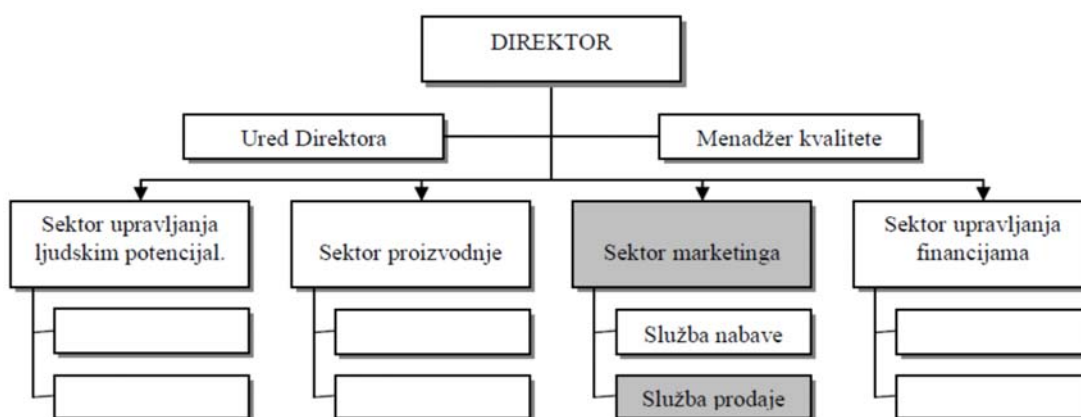 DIREKTOR
Ured Direktora
Menadžer kvalitete
Sektor upravljanja
ljudskim potencijal.
Sektor proizvodnje
Sektor marketinga
Sektor upravljanja
financijama
Služba nabave
Služba prodaje